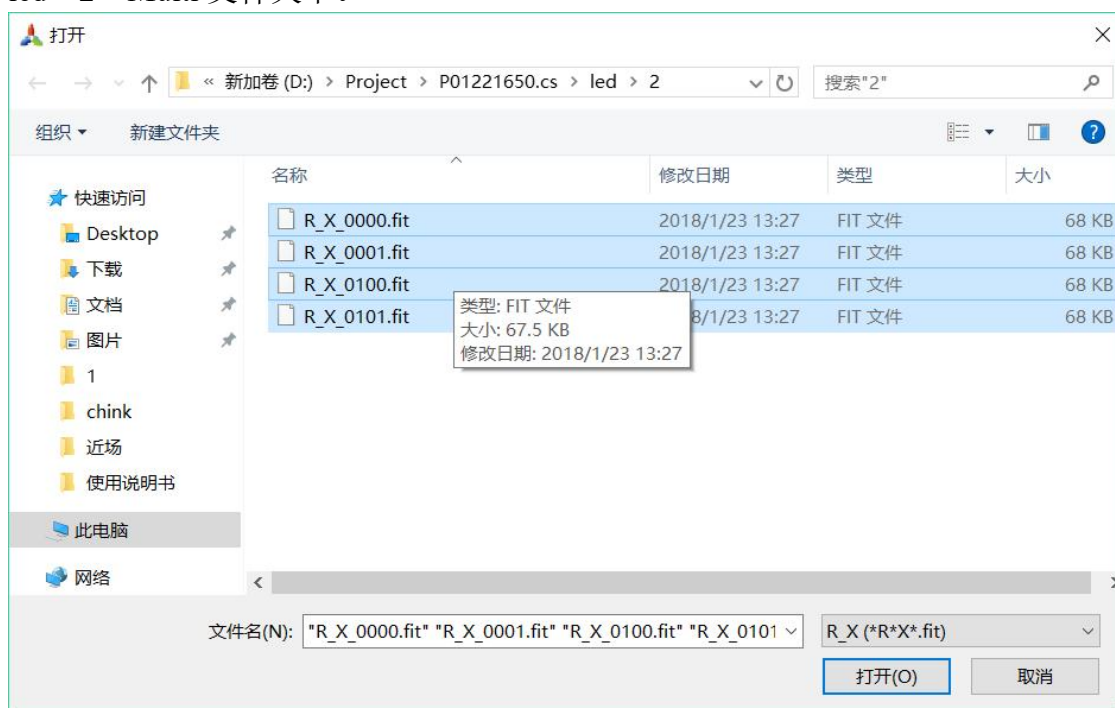 打开
« 新加卷 (D:) › Project › P01221650.cs › led › 2
搜索"2"
组织
新建文件夹
名称
修改日期
类型
大小
快速访问
Desktop
下载
文档
图片
1
chink
近场
使用说明书
此电脑
网络
R_X_0000.fit 2018/1/23 13:27 FIT 文件 68 KB
R_X_0001.fit 2018/1/23 13:27 FIT 文件 68 KB
R_X_0100.fit 2018/1/23 13:27 FIT 文件 68 KB
R_X_0101.fit 8/1/23 13:27 FIT 文件 68 KB
类型: FIT 文件
大小: 67.5 KB
修改日期: 2018/1/23 13:27
文件名(N): "R_X_0000.fit" "R_X_0001.fit" "R_X_0100.fit" "R_X_0101
R_X (*R*X*.fit)
打开(O)
取消